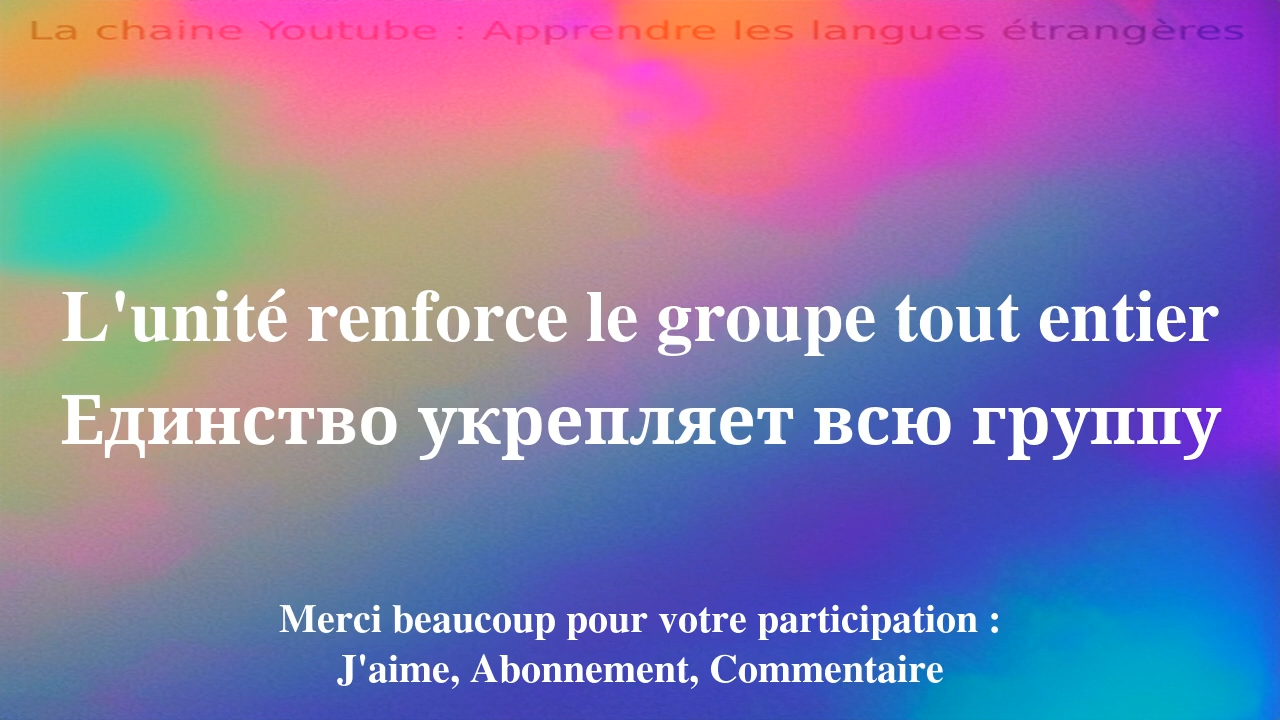 La chaine Youtube : Apprendre les langues étrangères
L'unité renforce le groupe tout entier
Единство укрепляет всю группу
Merci beaucoup pour votre participation :
J'aime, Abonnement, Commentaire